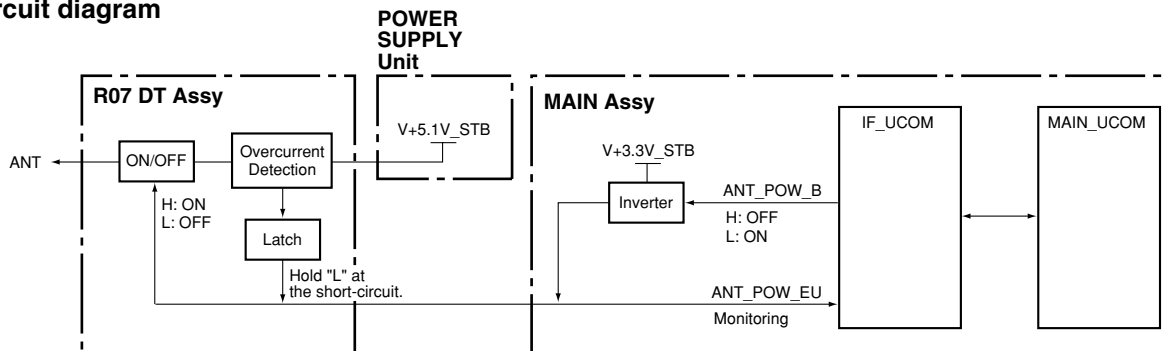 rcuit diagram
POWER
SUPPLY
Unit
R07 DT Assy
V+5.1V_STB
MAIN Assy
IF_UCOM
MAIN_UCOM
ANT
ON/OFF
Overcurrent
Detection
V+3.3V_STB
Inverter
ANT_POW_B
H: OFF
L: ON
H: ON
L: OFF
Latch
Hold "L" at
the short-circuit.
ANT_POW_EU
Monitoring